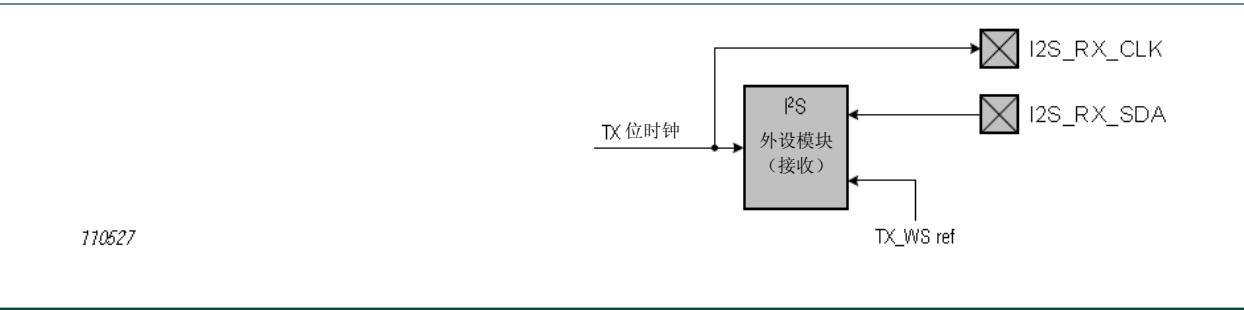 I2S_RX_CLK
I²S
外设模块
（接收）
I2S_RX_SDA
TX 位时钟
TX_WS ref
110527